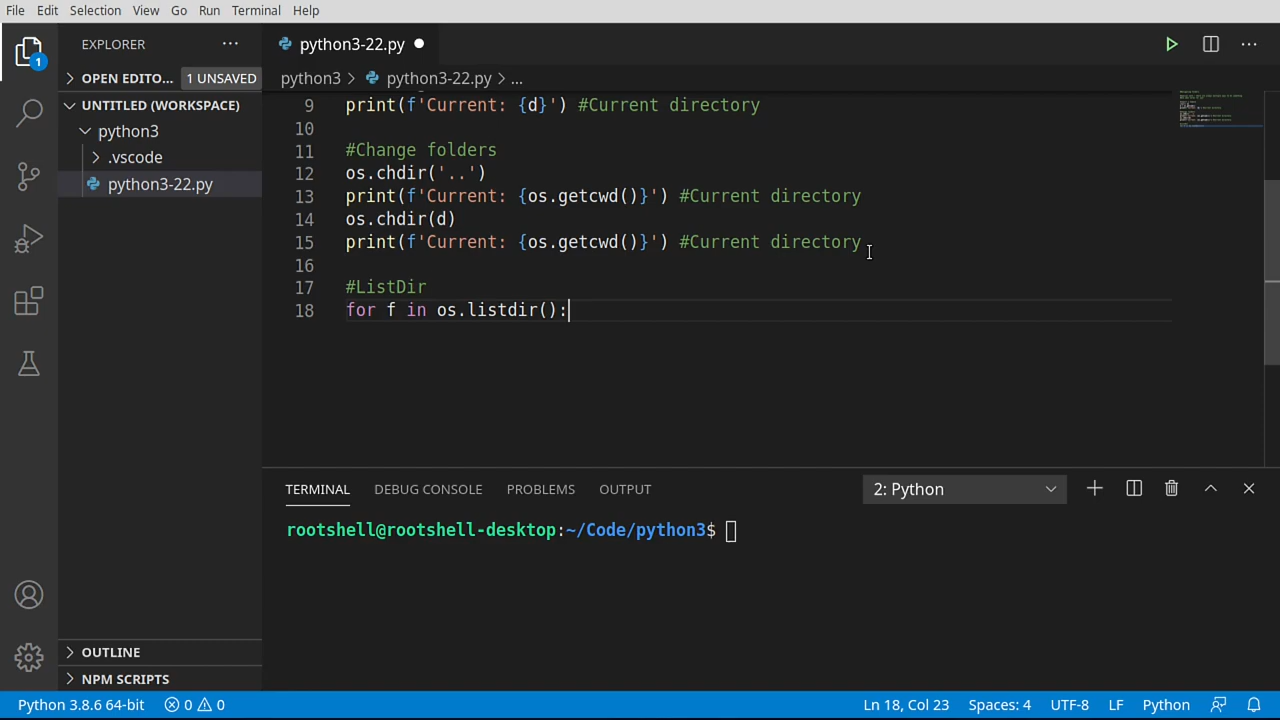 File Edit Selection View Go Run Terminal Help
EXPLORER
OPEN EDITO... 1 UNSAVED
UNTITLED (WORKSPACE)
python3
.vscode
python3-22.py
OUTLINE
NPM SCRIPTS
1
python3-22.py
python3 > python3-22.py > ...
9 print(f'Current: {d}') #Current directory
10
11 #Change folders
12 os.chdir('..')
13 print(f'Current: {os.getcwd()}') #Current directory
14 os.chdir(d)
15 print(f'Current: {os.getcwd()}') #Current directory
16
17 #ListDir
18 for f in os.listdir():
TERMINAL DEBUG CONSOLE PROBLEMS OUTPUT 2: Python
rootshell@rootshell-desktop:~/Code/python3$
Python 3.8.6 64-bit 0 0 Ln 18, Col 23 Spaces: 4 UTF-8 LF Python